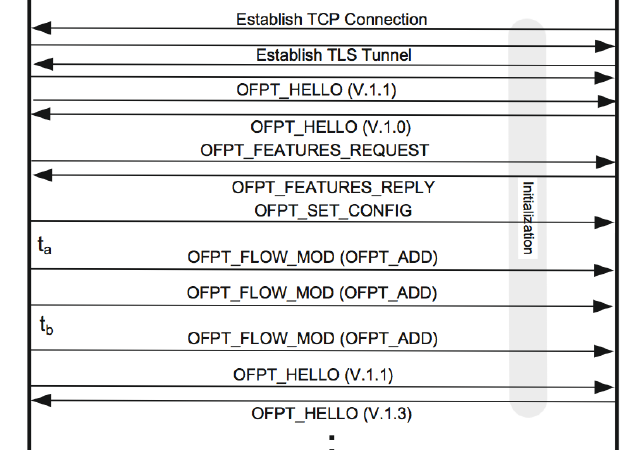 Establish TCP Connection
Establish TLS Tunnel
OFPT_HELLO (V.1.1)
OFPT_HELLO (V.1.0)
OFPT_FEATURES_REQUEST
OFPT_FEATURES_REPLY
OFPT_SET_CONFIG
Initialization
ta
OFPT_FLOW_MOD (OFPT_ADD)
OFPT_FLOW_MOD (OFPT_ADD)
tb
OFPT_FLOW_MOD (OFPT_ADD)
OFPT_HELLO (V.1.1)
OFPT_HELLO (V.1.3)